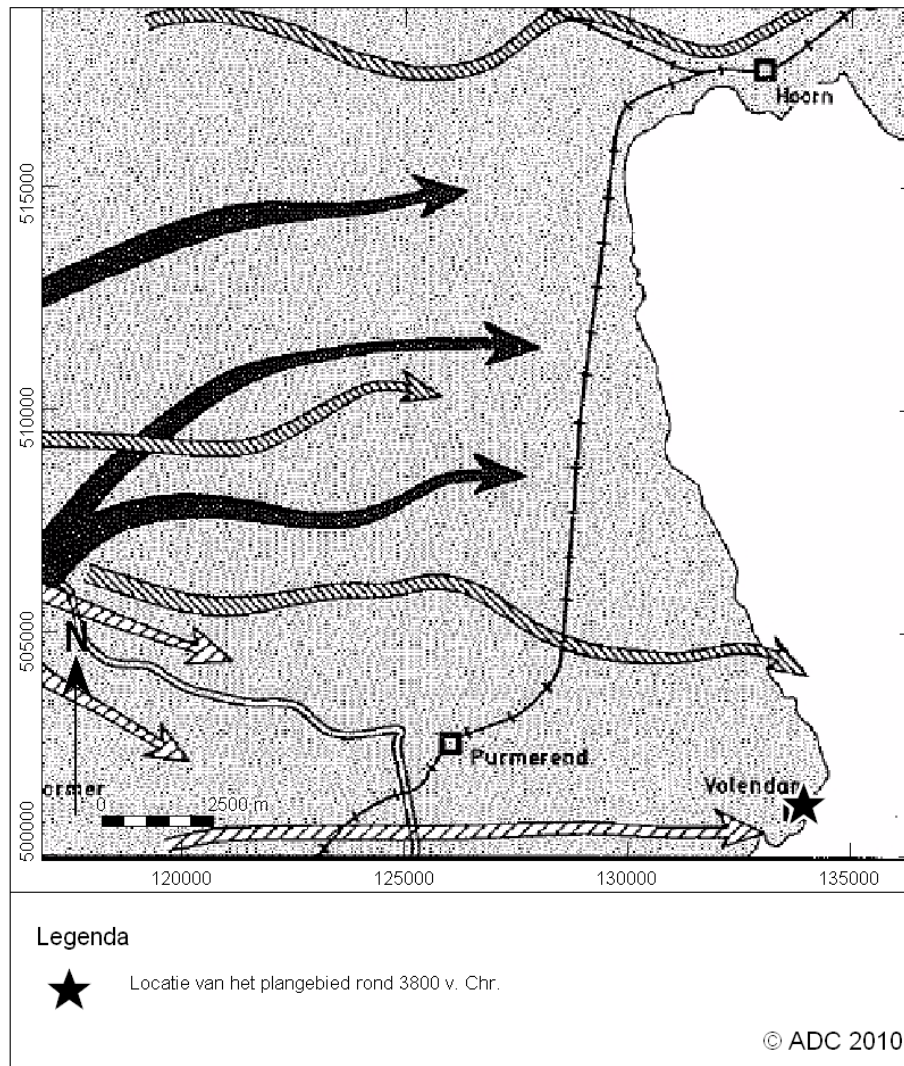 Hoorn
515000
510000
505000
N
Purmerend
Volendam
ormer
0 2500 m
500000
120000 125000 130000 135000
Legenda
Locatie van het plangebied rond 3800 v. Chr.
© ADC 2010